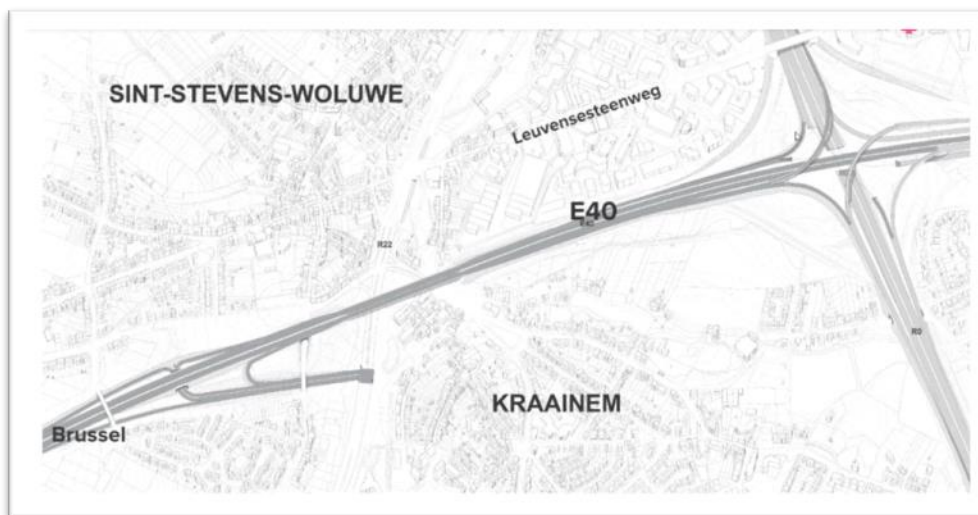 SINT-STEVENS-WOLUWE
Leuvensesteenweg
E40
R22
R0
KRAAINEM
Brussel